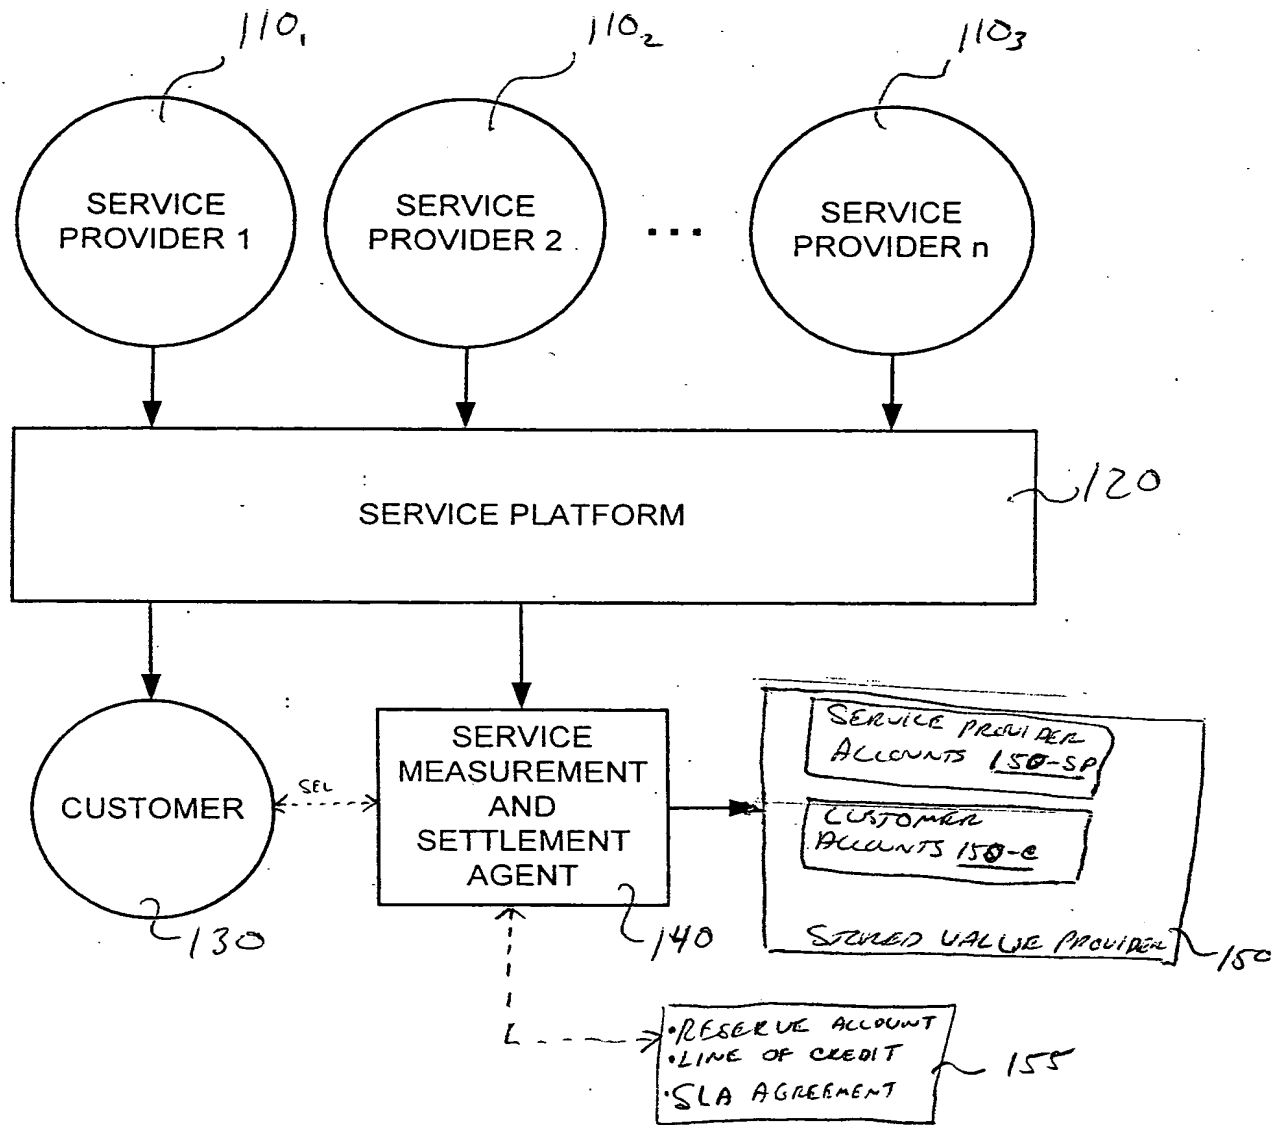 110₁
110₂
110₃
SERVICE
PROVIDER 1
SERVICE
PROVIDER 2
...
SERVICE
PROVIDER n
SERVICE PLATFORM
120
CUSTOMER
SEL
SERVICE
MEASUREMENT
AND
SETTLEMENT
AGENT
SERVICE PROVIDER
ACCOUNTS 150-SP
CUSTOMER
ACCOUNTS 150-C
STORED VALUE PROVIDER
130
140
150
•RESERVE ACCOUNT
•LINE OF CREDIT
•SLA AGREEMENT
155